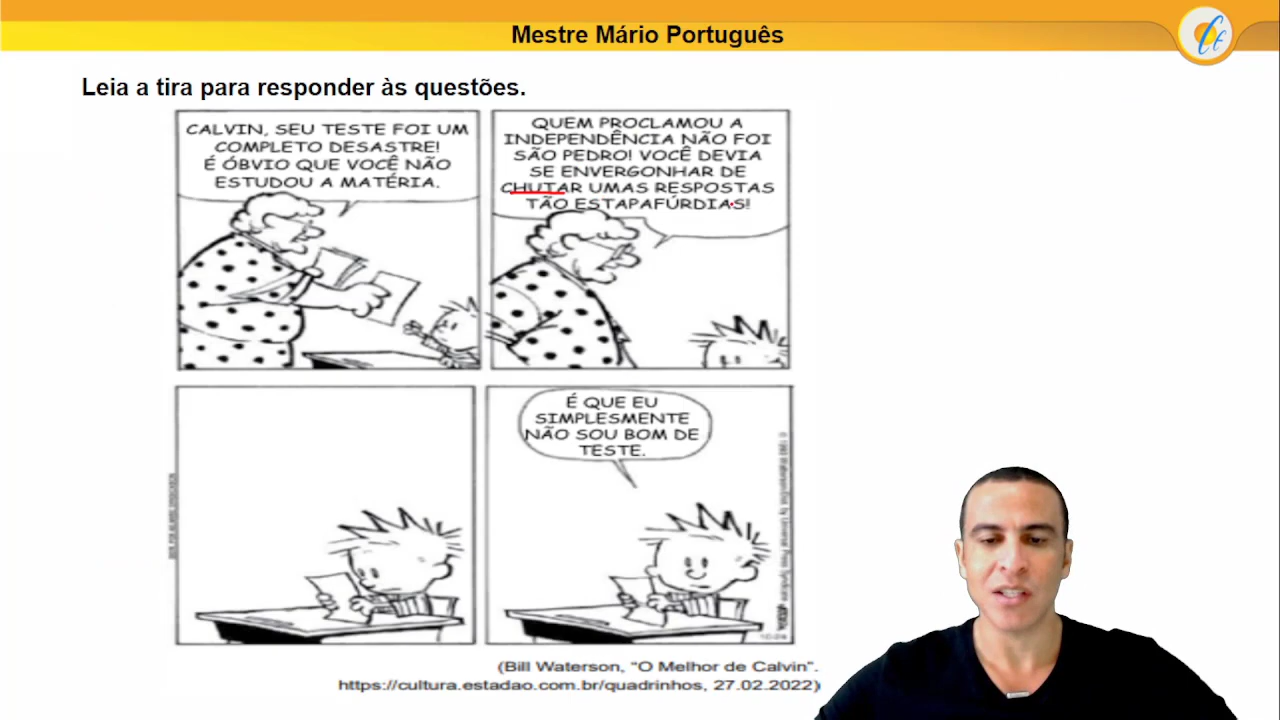 Mestre Mário Português
Leia a tira para responder às questões.
CALVIN, SEU TESTE FOI UM
COMPLETO DESASTRE!
É ÓBVIO QUE VOCÊ NÃO
ESTUDOU A MATÉRIA.
QUEM PROCLAMOU A
INDEPENDÊNCIA NÃO FOI
SÃO PEDRO! VOCÊ DEVIA
SE ENVERGONHAR DE
CHUTAR UMAS RESPOSTAS
TÃO ESTAPAFÚRDIAS!
É QUE EU
SIMPLESMENTE
NÃO SOU BOM DE
TESTE.
(Bill Waterson, “O Melhor de Calvin”.
https://cultura.estadao.com.br/quadrinhos, 27.02.2022)